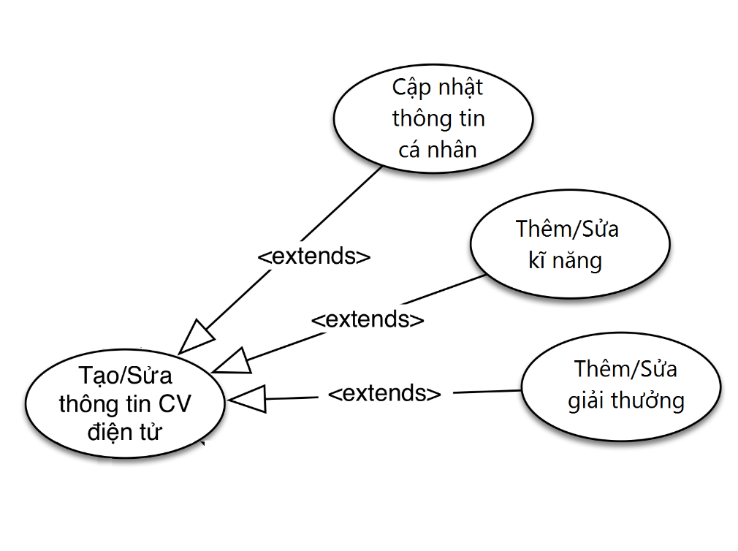 Cập nhật
thông tin
cá nhân
Thêm/Sửa
kĩ năng
<extends>
<extends>
Thêm/Sửa
giải thưởng
<extends>
Tạo/Sửa
thông tin CV
điện tử